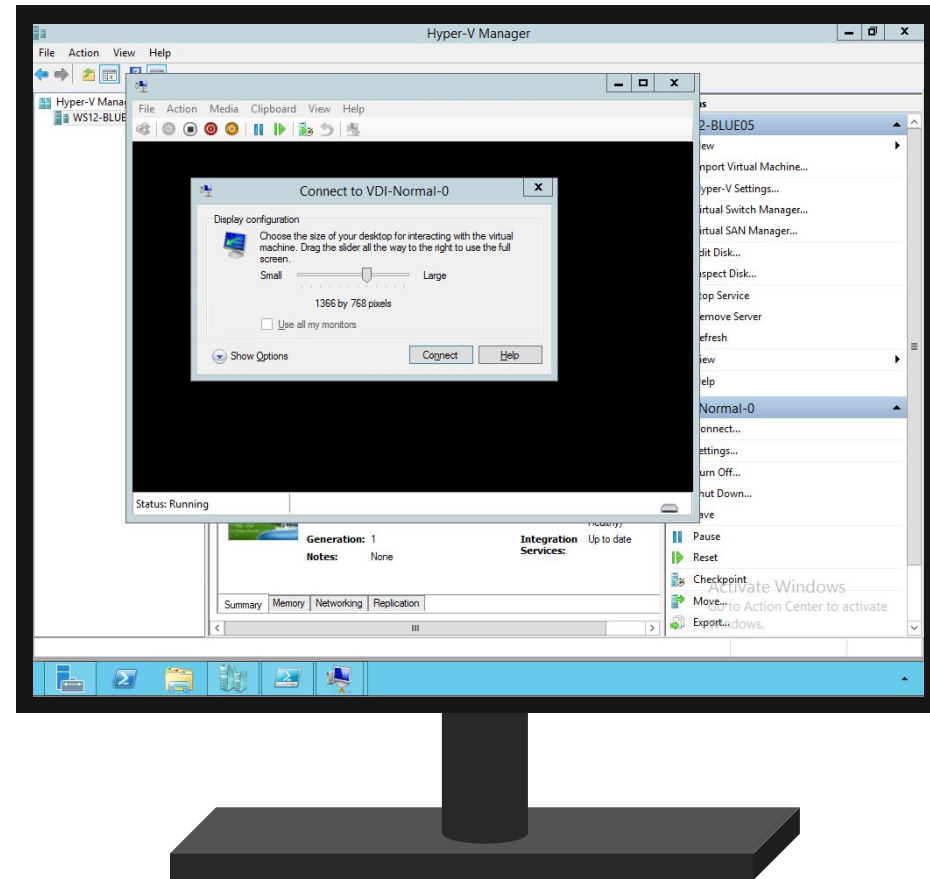 Hyper-V Manager
File Action View Help
Hyper-V Mana
WS12-BLUE
File Action Media Clipboard View Help
Connect to VDI-Normal-0
Display configuration
Choose the size of your desktop for interacting with the virtual
machine. Drag the slider all the way to the right to use the full
screen.
Small Large
1366 by 768 pixels
Use all my monitors
Show Options Connect Help
Status: Running
Generation: 1
Notes: None
Integration Up to date
Services:
Summary Memory Networking Replication
2-BLUE05
ew
mport Virtual Machine...
yper-V Settings...
irtual Switch Manager...
irtual SAN Manager...
dit Disk...
spect Disk...
top Service
emove Server
efresh
iew
elp
Normal-0
onnect...
ettings...
urn Off...
hut Down...
ave
Pause
Reset
Checkpoint
Move...
Export...
Activate Windows
Go to Action Center to activate
Windows.